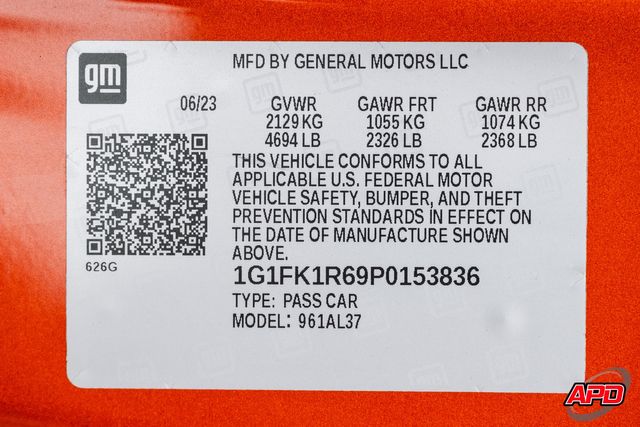 gm
MFD BY GENERAL MOTORS LLC
06/23 GVWR GAWR FRT GAWR RR
2129 KG 1055 KG 1074 KG
4694 LB 2326 LB 2368 LB
THIS VEHICLE CONFORMS TO ALL
APPLICABLE U.S. FEDERAL MOTOR
VEHICLE SAFETY, BUMPER, AND THEFT
PREVENTION STANDARDS IN EFFECT ON
THE DATE OF MANUFACTURE SHOWN
ABOVE.
626G
1G1FK1R69P0153836
TYPE: PASS CAR
MODEL: 961AL37
APD